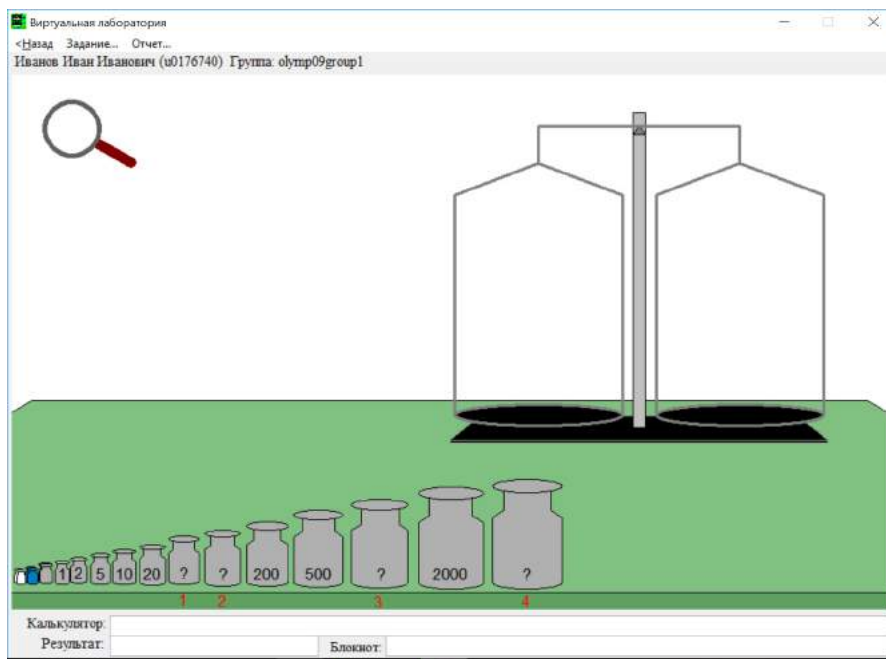 Виртуальная лаборатория
<Назад Задание... Отчет...
Иванов Иван Иванович (u0176740) Группа: olymp09group1
1 2 5 10 20 ? ? 200 500 ? 2000 ?
1 2 3 4
Калькулятор:
Результат: Блокнот: